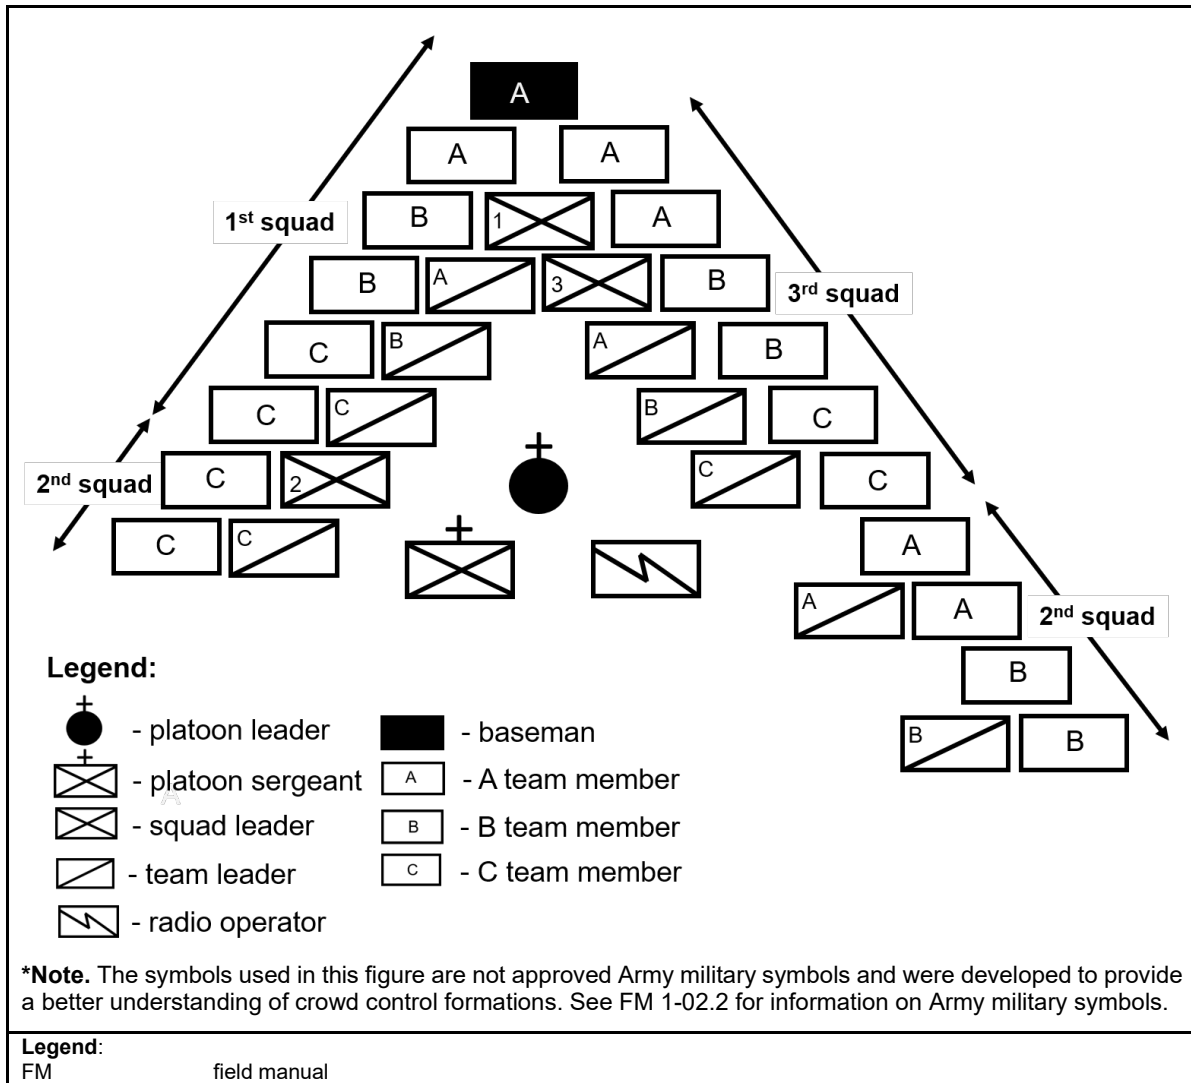 A
A A
B 1 A
1st squad
B A 3 B
3rd squad
C B A B
C C B C
2nd squad C 2 C C
C C A
A A 2nd squad
B
B B
Legend:
- platoon leader - baseman
- platoon sergeant A - A team member
- squad leader B - B team member
- team leader C - C team member
- radio operator
*Note. The symbols used in this figure are not approved Army military symbols and were developed to provide
a better understanding of crowd control formations. See FM 1-02.2 for information on Army military symbols.
Legend:
FM field manual